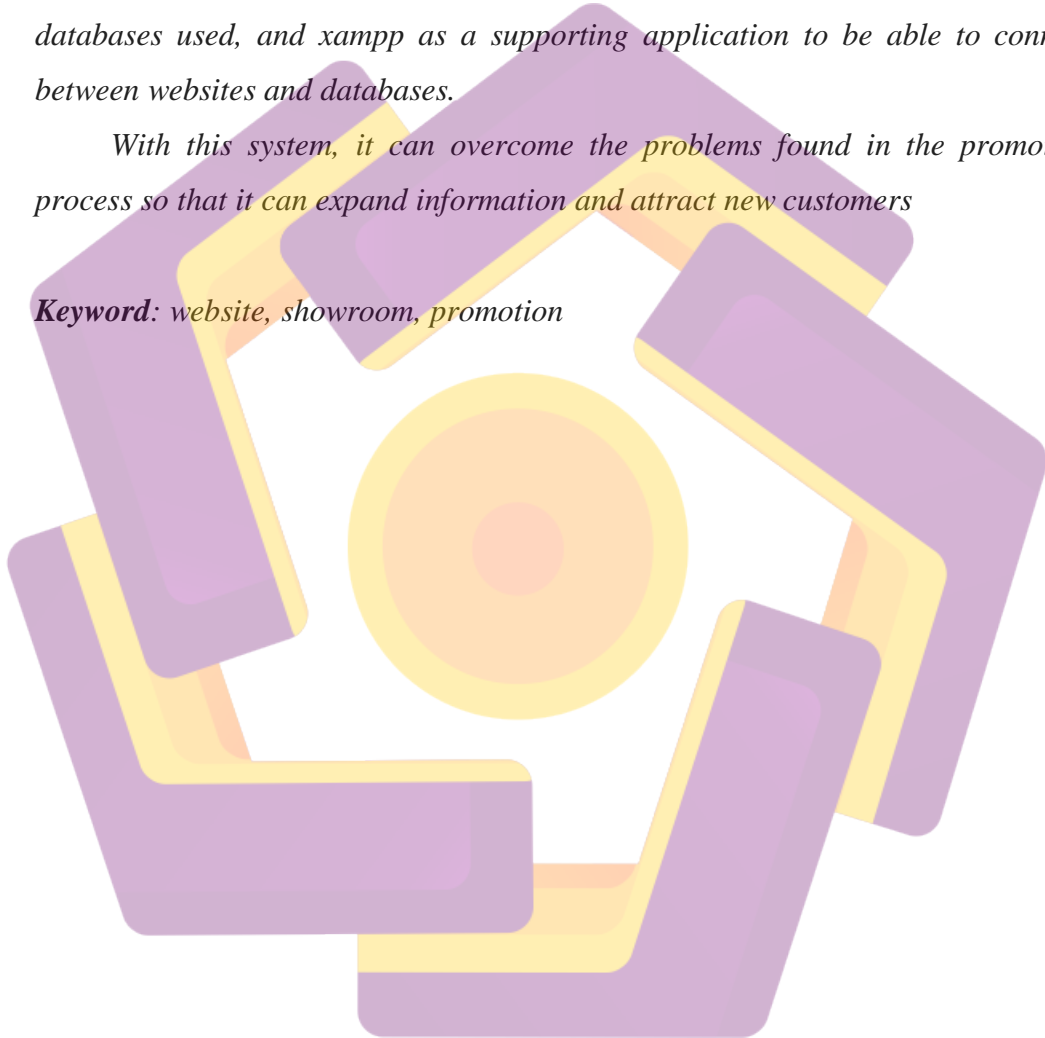 databases used, and xampp as a supporting application to be able to
between websites and databases.
With this system, it can overcome the problems found in the
process so that it can expand information and attract new customers
Keyword: website, showroom, promotion